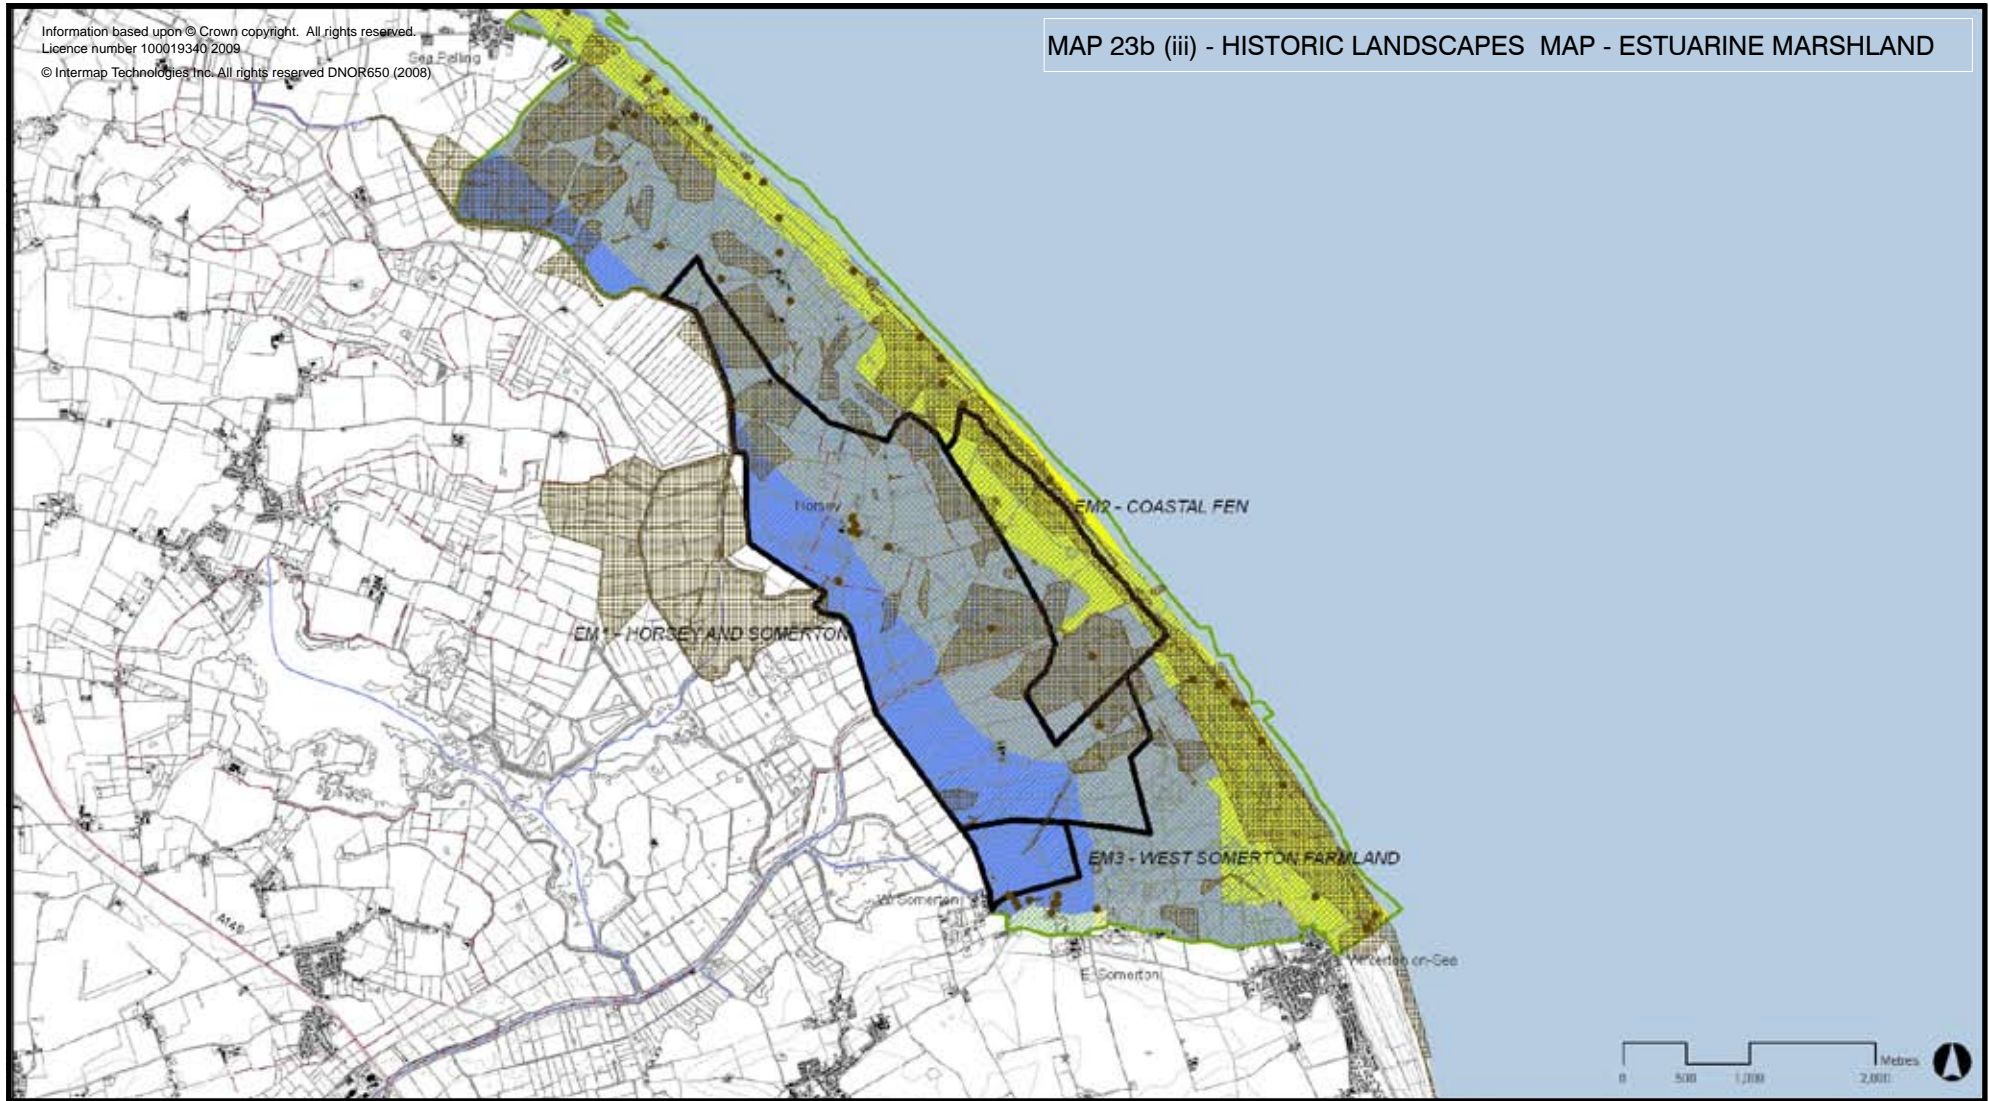 Information based upon © Crown copyright. All rights reserved.
Licence number 100019340 2009
© Intermap Technologies Inc. All rights reserved DNOR650 (2008)
MAP 23b (iii) - HISTORIC LANDSCAPES MAP - ESTUARINE MARSHLAND
Sea Palling
Horsey
EM2 - COASTAL FEN
EM1 - HORSEY AND SOMERTON
EM3 - WEST SOMERTON FARMLAND
W. Somerton
A149
E. Somerton
Winterton on-Sea
Metres
0 500 1,000 2,000